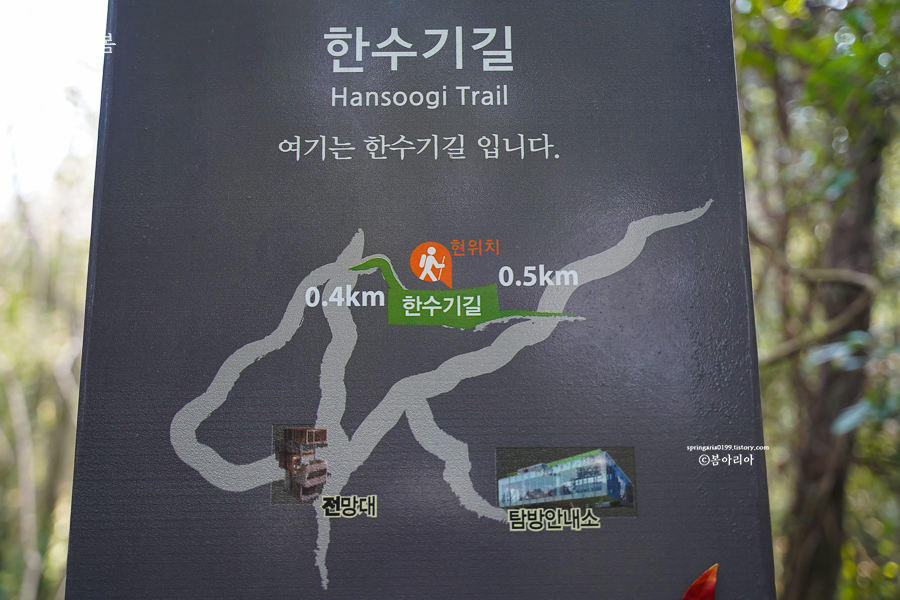 한수기길
Hansoogi Trail
여기는 한수기길 입니다.
현위치
0.4km
0.5km
한수기길
전망대
탐방안내소
springaria0199.tistory.com
ⓒ봄아리아